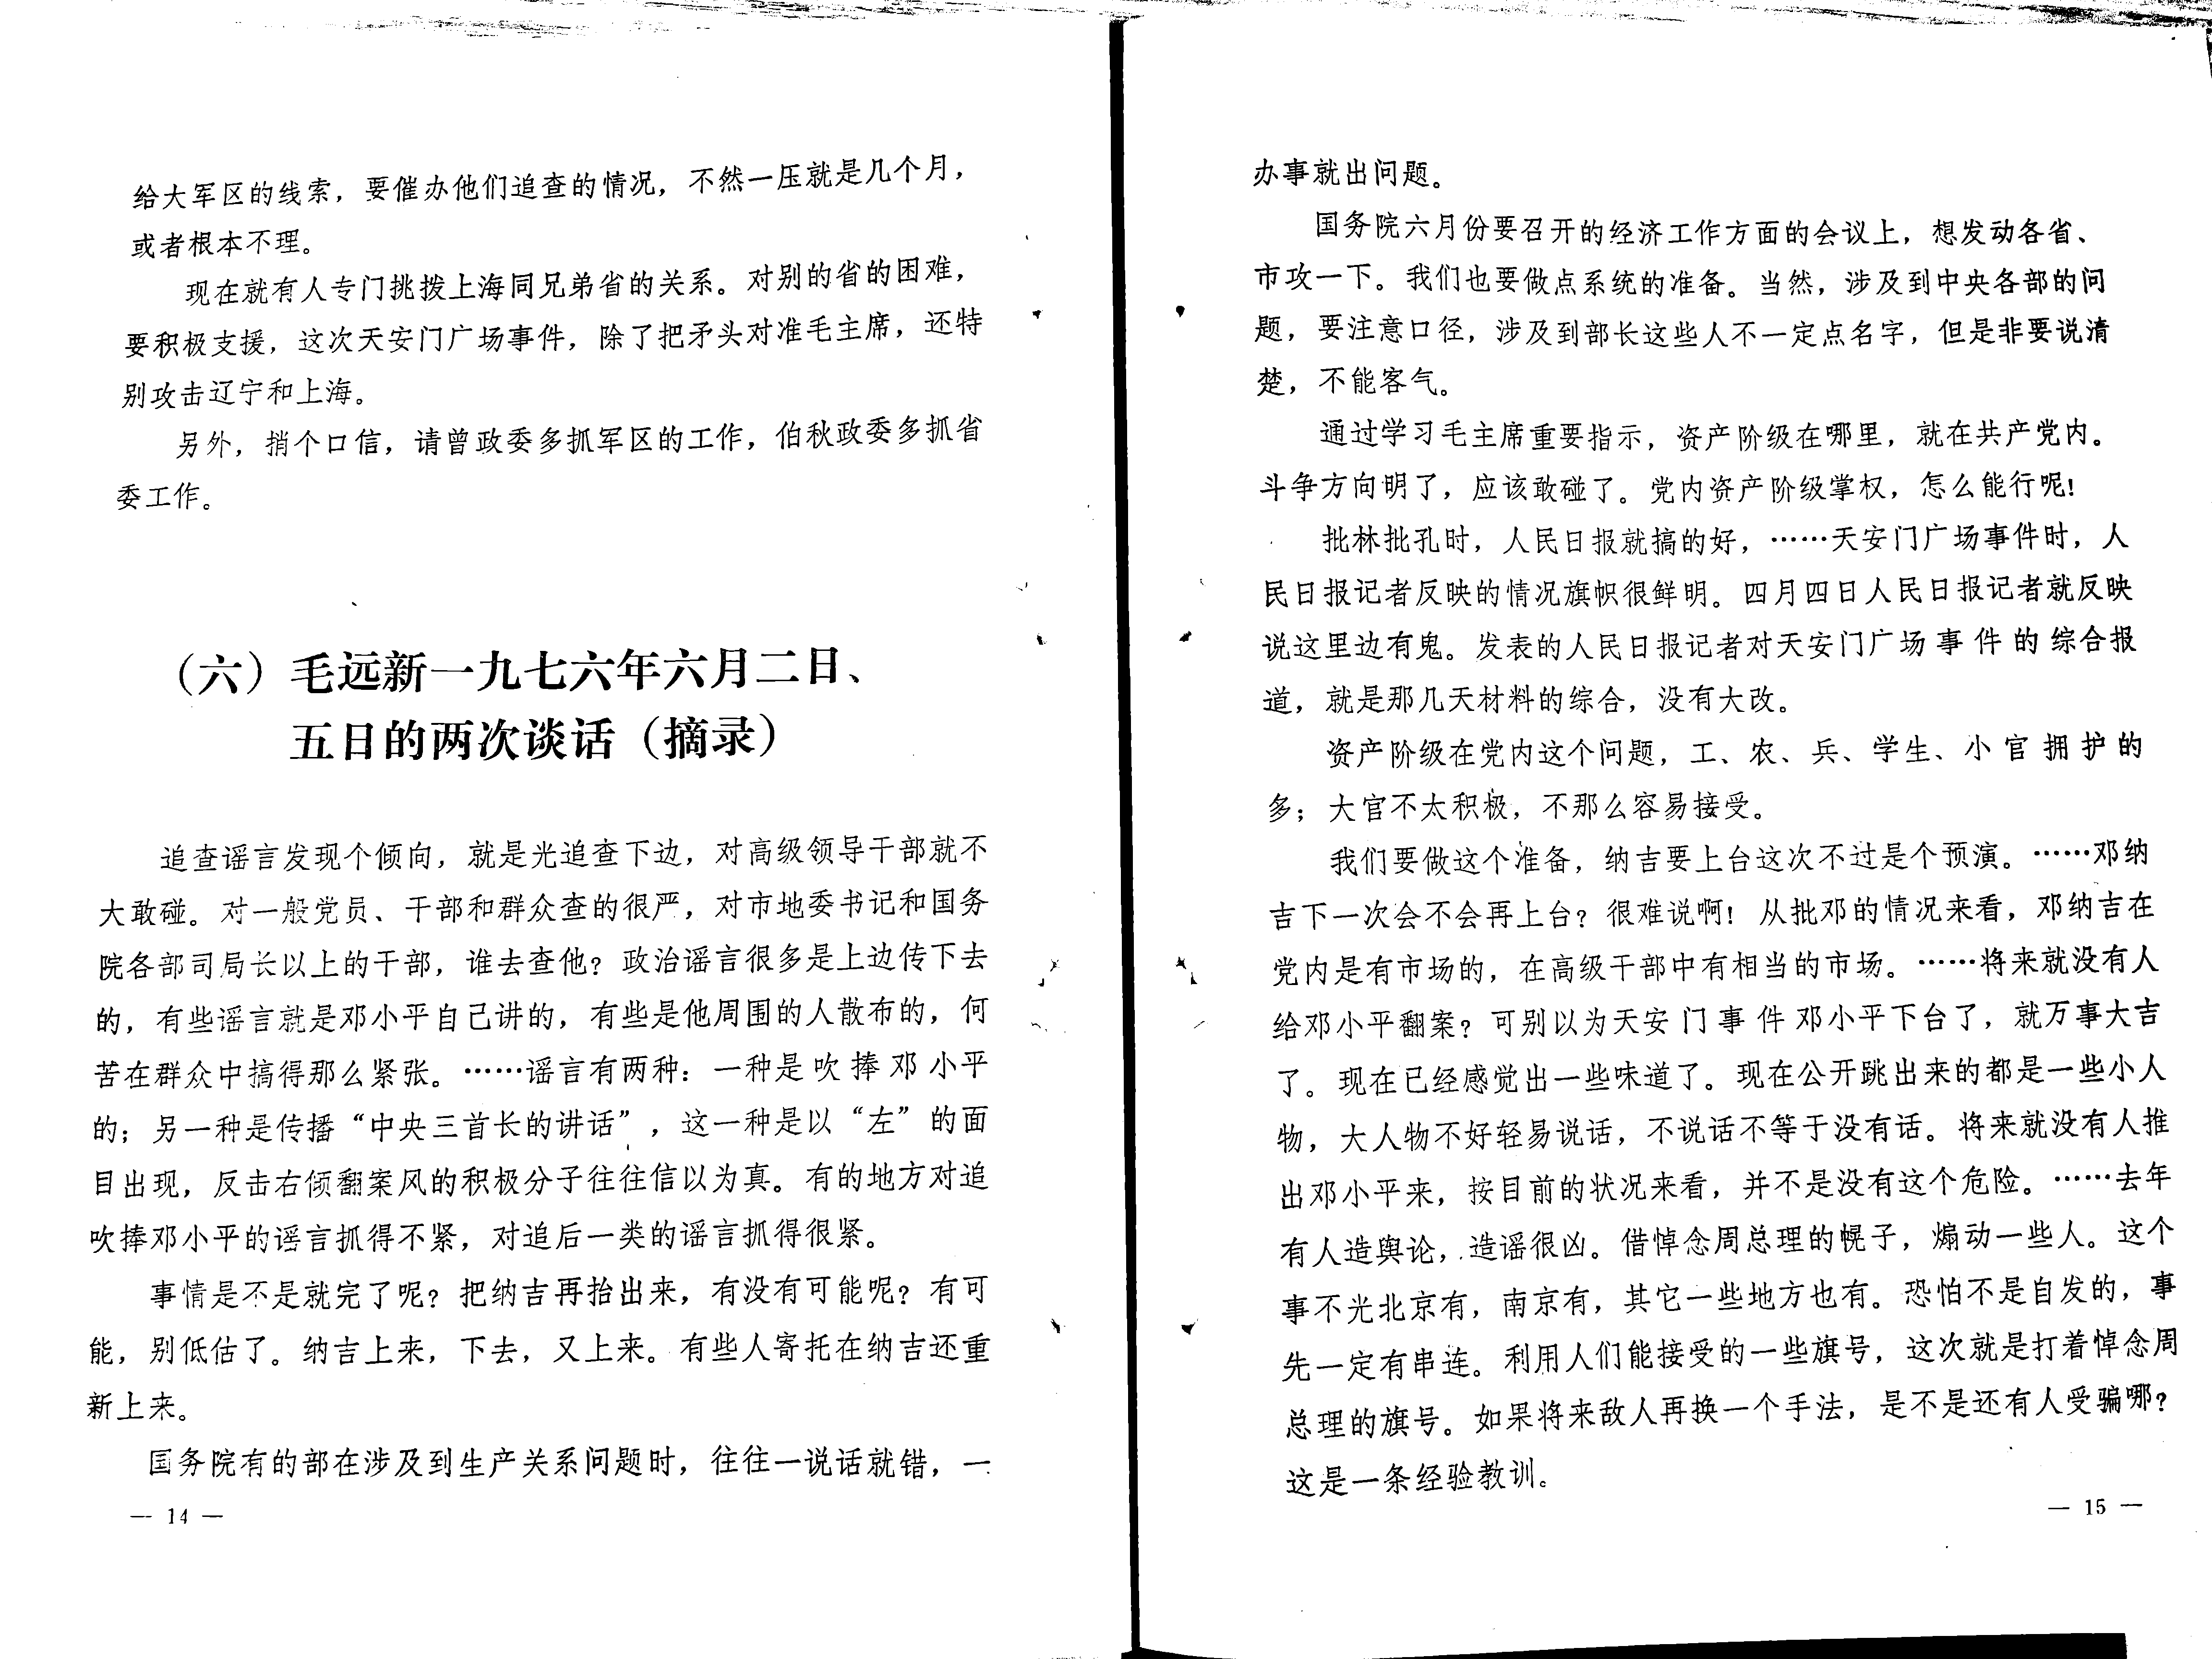 给大军区的线索，要催办他们追查的情况，不然一压就是几个月，
或者根本不理。
现在就有人专门挑拨上海同兄弟省的关系。对别的省的困难，
要积极支援，这次天安门广场事件，除了把矛头对准毛主席，还特
别攻击辽宁和上海。
另外，捎个口信，请曾政委多抓军区的工作，伯秋政委多抓省
委工作。
（六）毛远新一九七六年六月二日、
五日的两次谈话（摘录）
追查谣言发现个倾向，就是光追查下边，对高级领导干部就不
大敢碰。对一般党员、干部和群众查的很严，对市地委书记和国务
院各部司局长以上的干部，谁去查他？政治谣言很多是上边传下去
的，有些谣言就是邓小平自己讲的，有些是他周围的人散布的，何
苦在群众中搞得那么紧张。……谣言有两种：一种是吹捧邓小平
的；另一种是传播“中央三首长的讲话”，这一种是以“左”的面
目出现，反击右倾翻案风的积极分子往往信以为真。有的地方对追
吹捧邓小平的谣言抓得不紧，对追后一类的谣言抓得很紧。
事情是不是就完了呢？把纳吉再抬出来，有没有可能呢？有可
能，别低估了。纳吉上来，下去，又上来。有些人寄托在纳吉还重
新上来。
国务院有的部在涉及到生产关系问题时，往往一说话就错，一
— 14 —
办事就出问题。
国务院六月份要召开的经济工作方面的会议上，想发动各省、
市攻一下。我们也要做点系统的准备。当然，涉及到中央各部的问
题，要注意口径，涉及到部长这些人不一定点名字，但是非要说清
楚，不能客气。
通过学习毛主席重要指示，资产阶级在哪里，就在共产党内。
斗争方向明了，应该敢碰了。党内资产阶级掌权，怎么能行呢！
批林批孔时，人民日报就搞的好，……天安门广场事件时，人
民日报记者反映的情况旗帜很鲜明。四月四日人民日报记者就反映
说这里边有鬼。发表的人民日报记者对天安门广场事件的综合报
道，就是那几天材料的综合，没有大改。
资产阶级在党内这个问题，工、农、兵、学生、小官拥护的
多；大官不太积极，不那么容易接受。
我们要做这个准备，纳吉要上台这次不过是个预演。……邓纳
吉下一次会不会再上台？很难说啊！从批邓的情况来看，邓纳吉在
党内是有市场的，在高级干部中有相当的市场。……将来就没有人
给邓小平翻案？可别以为天安门事件邓小平下台了，就万事大吉
了。现在已经感觉出一些味道了。现在公开跳出来的都是一些小人
物，大人物不好轻易说话，不说话不等于没有话。将来就没有人推
出邓小平来，按目前的状况来看，并不是没有这个危险。……去年
有人造舆论，造谣很凶。借悼念周总理的幌子，煽动一些人。这个
事不光北京有，南京有，其它一些地方也有。恐怕不是自发的，事
先一定有串连。利用人们能接受的一些旗号，这次就是打着悼念周
总理的旗号。如果将来敌人再换一个手法，是不是还有人受骗哪？
这是一条经验教训。
— 15 —